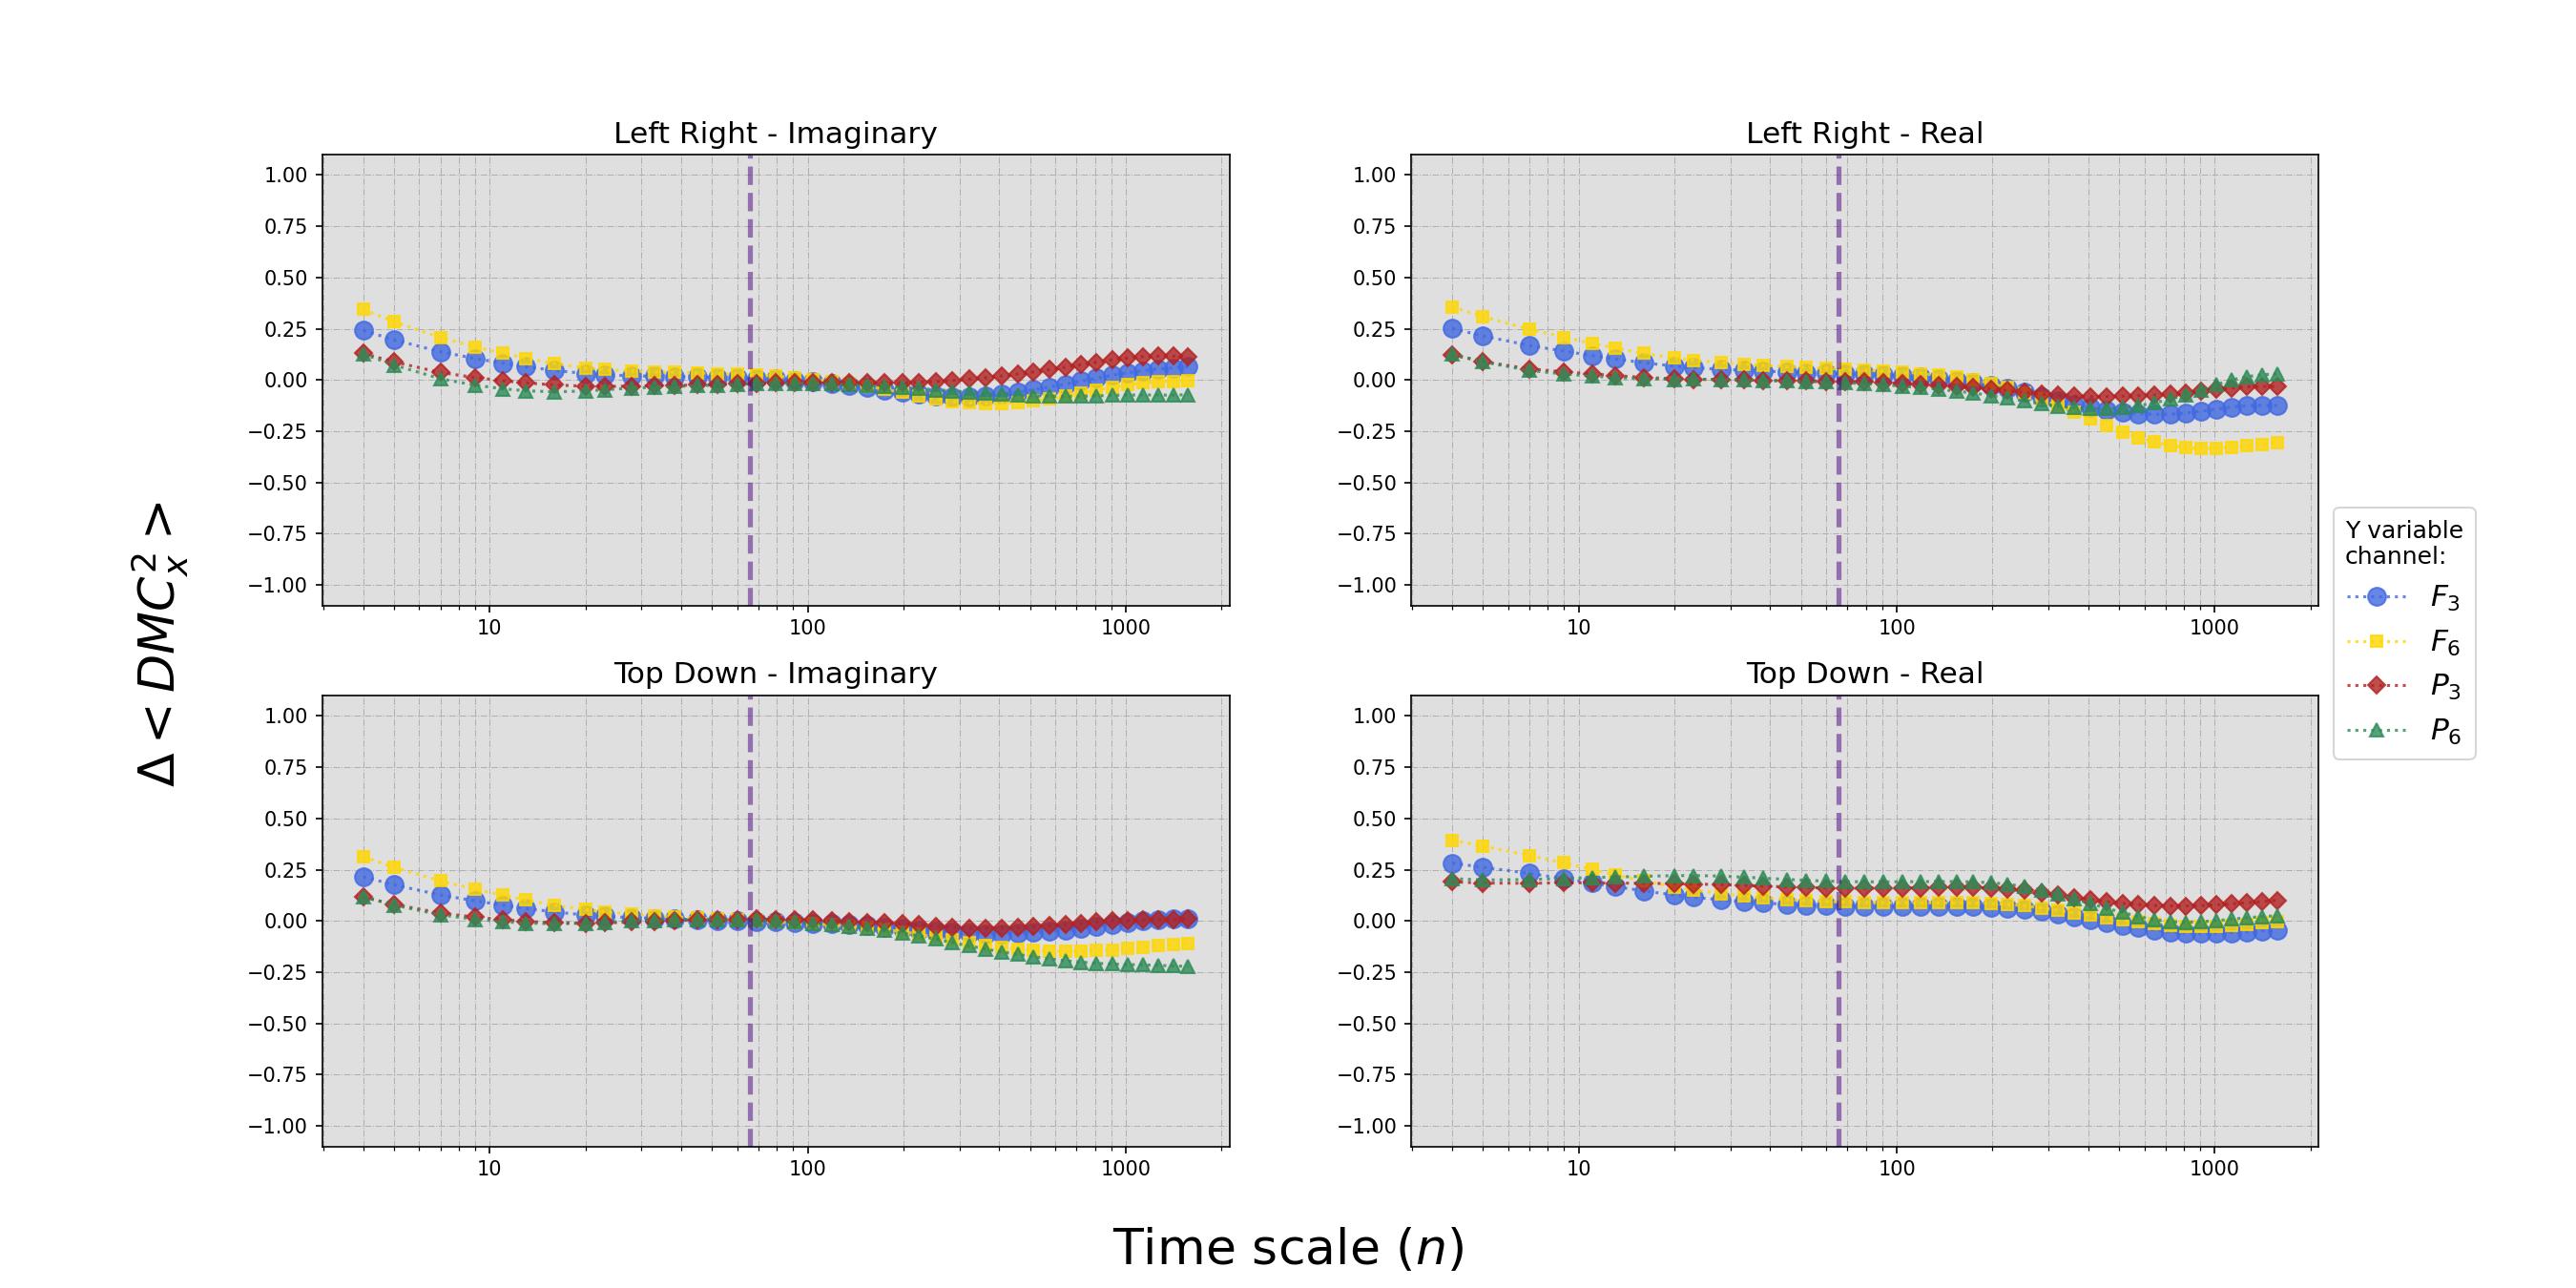 Left Right - Imaginary
1.00
0.75
0.50
0.25
0.00
−0.25
−0.50
−0.75
−1.00
10 100 1000
Left Right - Real
1.00
0.75
0.50
0.25
0.00
−0.25
−0.50
−0.75
−1.00
10 100 1000
Top Down - Imaginary
1.00
0.75
0.50
0.25
0.00
−0.25
−0.50
−0.75
−1.00
10 100 1000
Top Down - Real
1.00
0.75
0.50
0.25
0.00
−0.25
−0.50
−0.75
−1.00
10 100 1000
Δ < DMC²ₓ >
Time scale (n)
Y variable
channel:
F₃
F₆
P₃
P₆